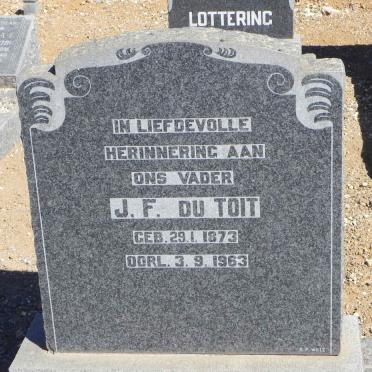 LOTTERING
IN LIEFDEVOLLE
HERINNERING AAN
ONS VADER
J. F. DU TOIT
GEB. 29.1.1873
OORL. 3.9.1963